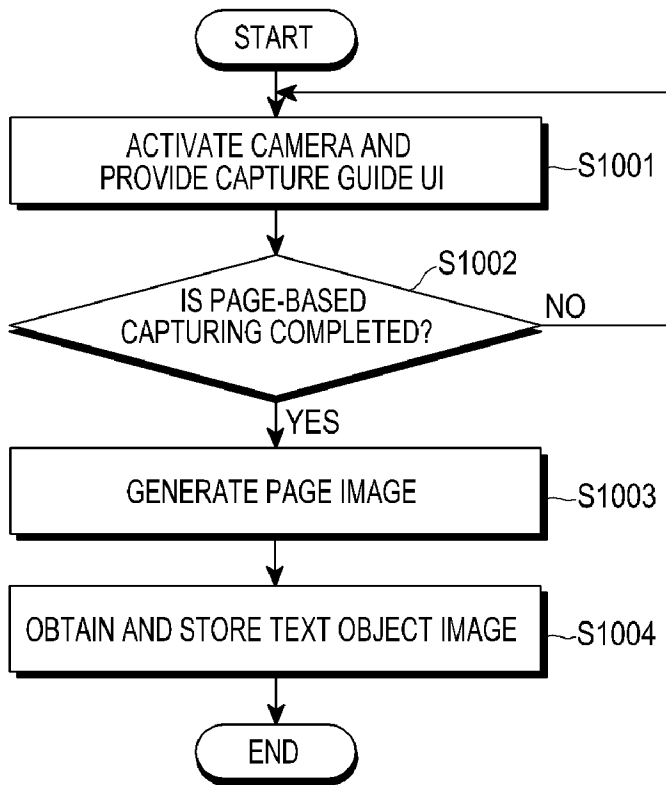 START
ACTIVATE CAMERA AND
PROVIDE CAPTURE GUIDE UI
S1001
S1002
IS PAGE-BASED
CAPTURING COMPLETED?
NO
YES
GENERATE PAGE IMAGE
S1003
OBTAIN AND STORE TEXT OBJECT IMAGE
S1004
END